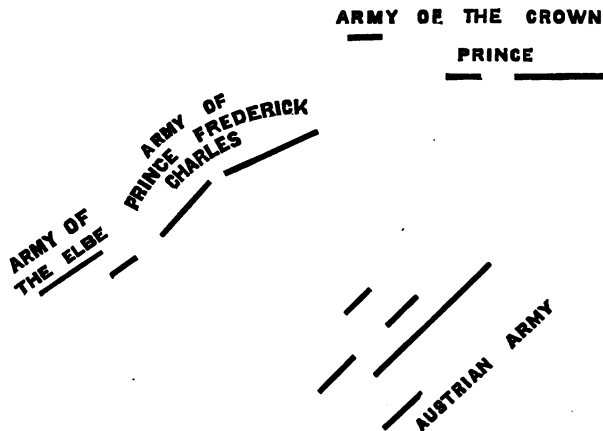 ARMY OF THE CROWN
PRINCE
ARMY OF
PRINCE FREDERICK
CHARLES
ARMY OF
THE ELBE
AUSTRIAN ARMY